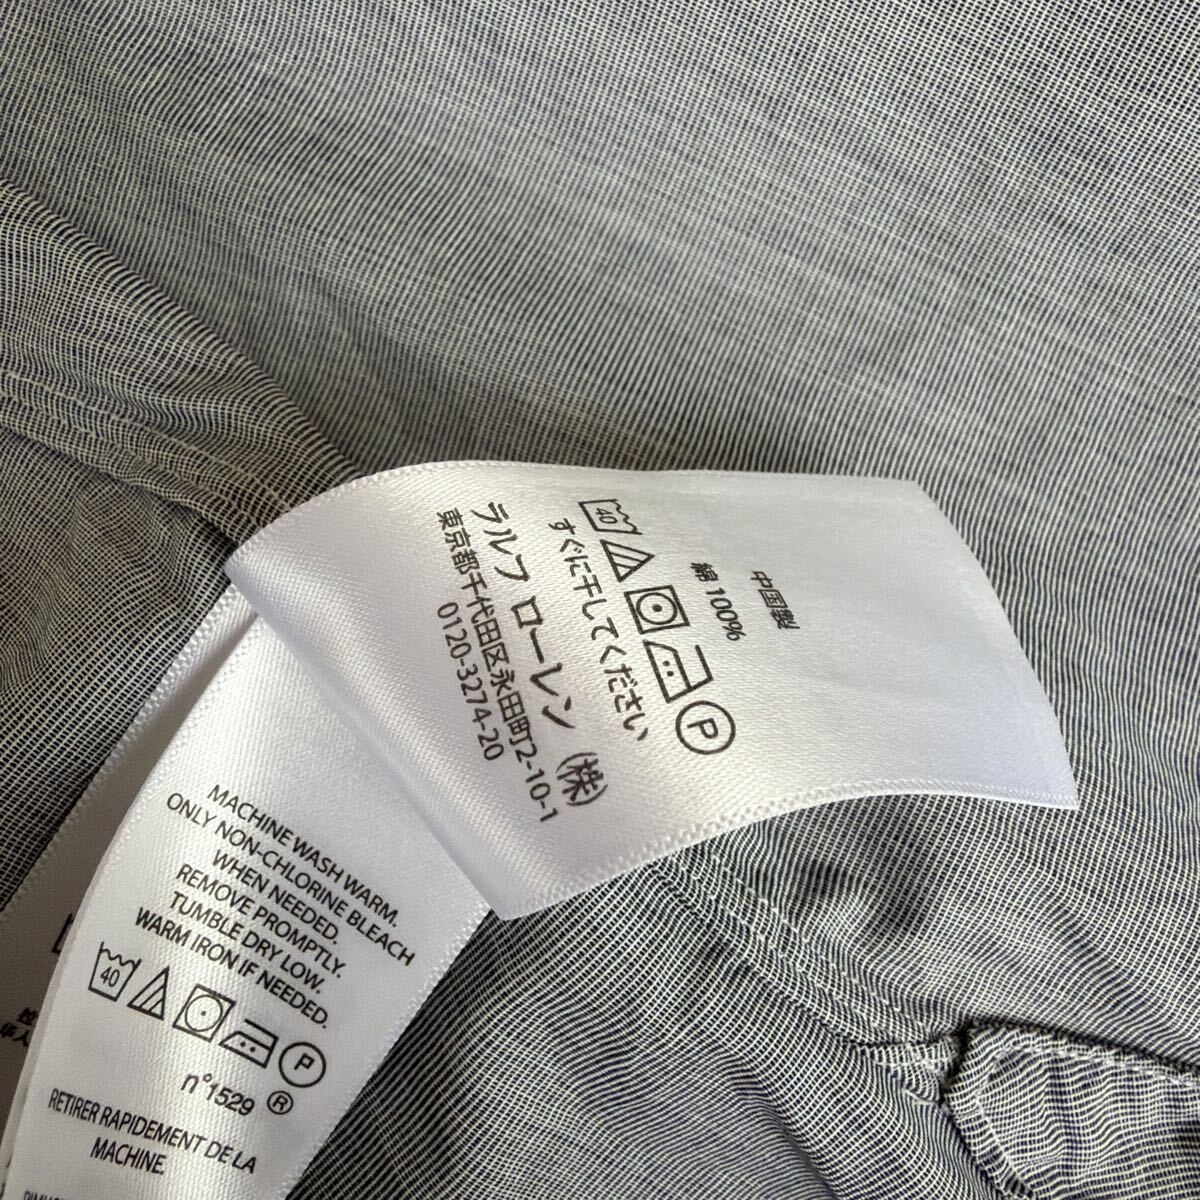 中国製
綿 100%
40 P
すぐに干してください
ラルフ ローレン (株)
東京都千代田区永田町2-10-1
0120-3274-20
MACHINE WASH WARM.
ONLY NON-CHLORINE BLEACH
WHEN NEEDED.
REMOVE PROMPTLY.
TUMBLE DRY LOW.
WARM IRON IF NEEDED.
40 P
n°1529 ®
RETIRER RAPIDEMENT DE LA
MACHINE.